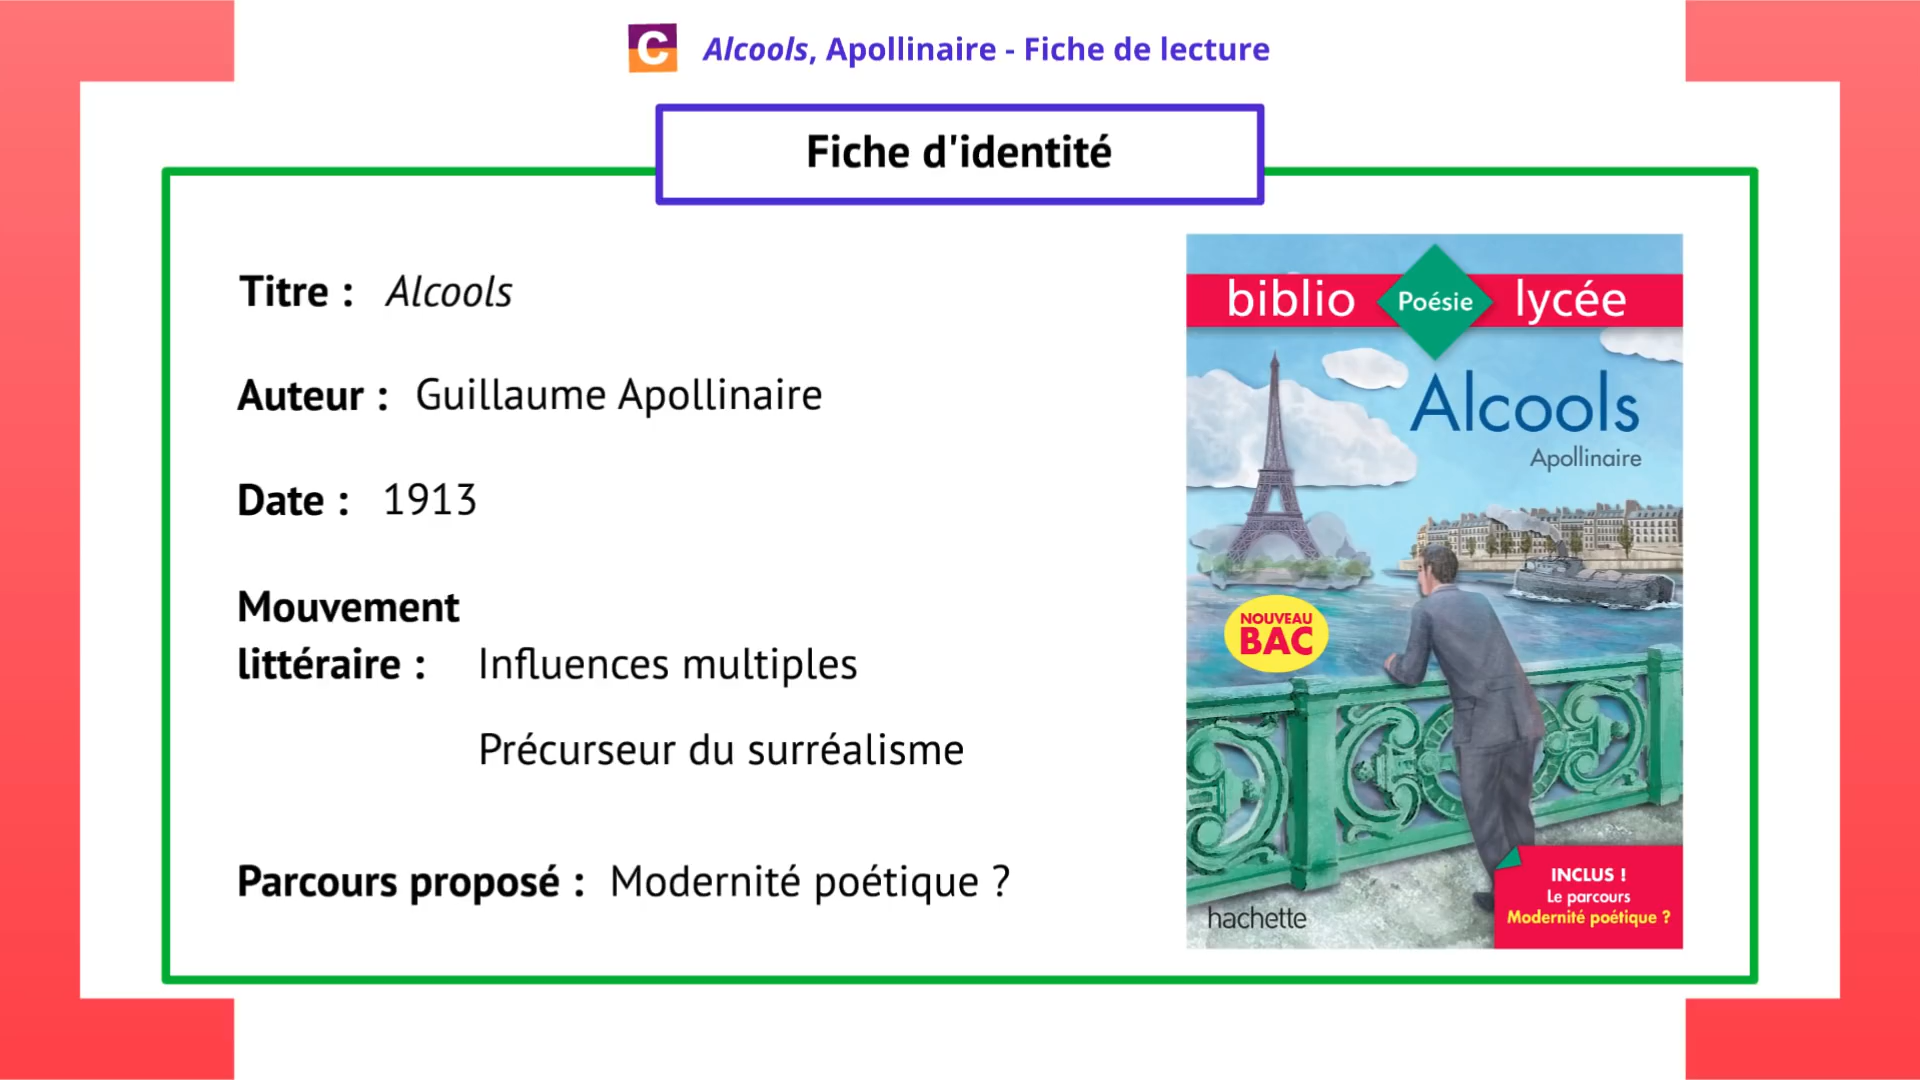 C
Alcools, Apollinaire - Fiche de lecture
Fiche d'identité
Titre : Alcools
Auteur : Guillaume Apollinaire
Date : 1913
Mouvement
littéraire : Influences multiples
Précurseur du surréalisme
Parcours proposé : Modernité poétique ?
biblio Poésie lycée
Alcools
Apollinaire
NOUVEAU
BAC
INCLUS !
Le parcours
Modernité poétique ?
hachette